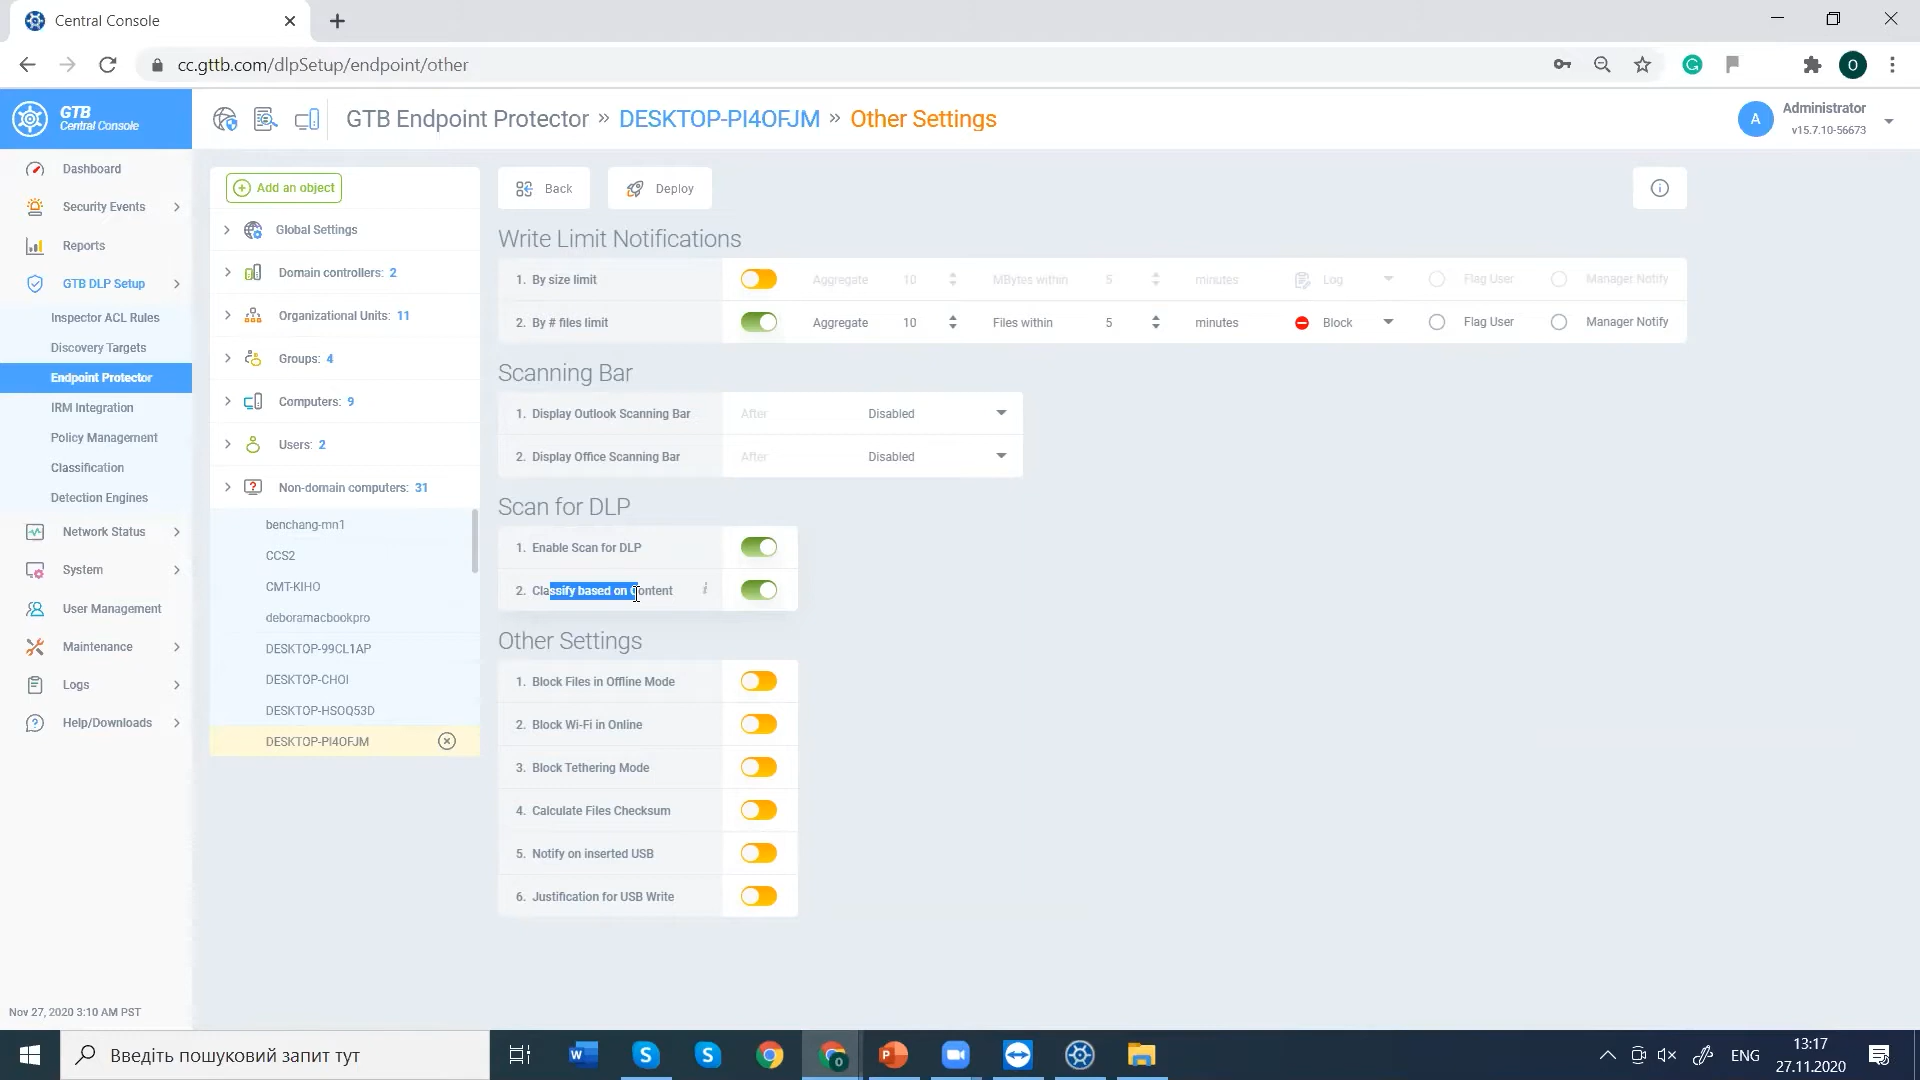 Central Console
cc.gttb.com/dlpSetup/endpoint/other
O
GTB
Central Console
GTB Endpoint Protector » DESKTOP-PI4OFJM » Other Settings
A
Administrator
v15.7.10-56673
Dashboard
Security Events
Reports
GTB DLP Setup
Inspector ACL Rules
Discovery Targets
Endpoint Protector
IRM Integration
Policy Management
Classification
Detection Engines
Network Status
System
User Management
Maintenance
Logs
Help/Downloads
Nov 27, 2020 3:10 AM PST
Add an object
Global Settings
Domain controllers: 2
Organizational Units: 11
Groups: 4
Computers: 9
Users: 2
Non-domain computers: 31
benchang-mn1
CCS2
CMT-KIHO
deboramacbookpro
DESKTOP-99CL1AP
DESKTOP-CHOI
DESKTOP-HSOQ53D
DESKTOP-PI4OFJM
Back
Deploy
Write Limit Notifications
1. By size limit Aggregate 10 MBytes within 5 minutes Log Flag User Manager Notify
2. By # files limit Aggregate 10 Files within 5 minutes Block Flag User Manager Notify
Scanning Bar
1. Display Outlook Scanning Bar After Disabled
2. Display Office Scanning Bar After Disabled
Scan for DLP
1. Enable Scan for DLP
2. Classify based on Content i
Other Settings
1. Block Files in Offline Mode
2. Block Wi-Fi in Online
3. Block Tethering Mode
4. Calculate Files Checksum
5. Notify on inserted USB
6. Justification for USB Write
Введіть пошуковий запит тут
ENG
13:17
27.11.2020